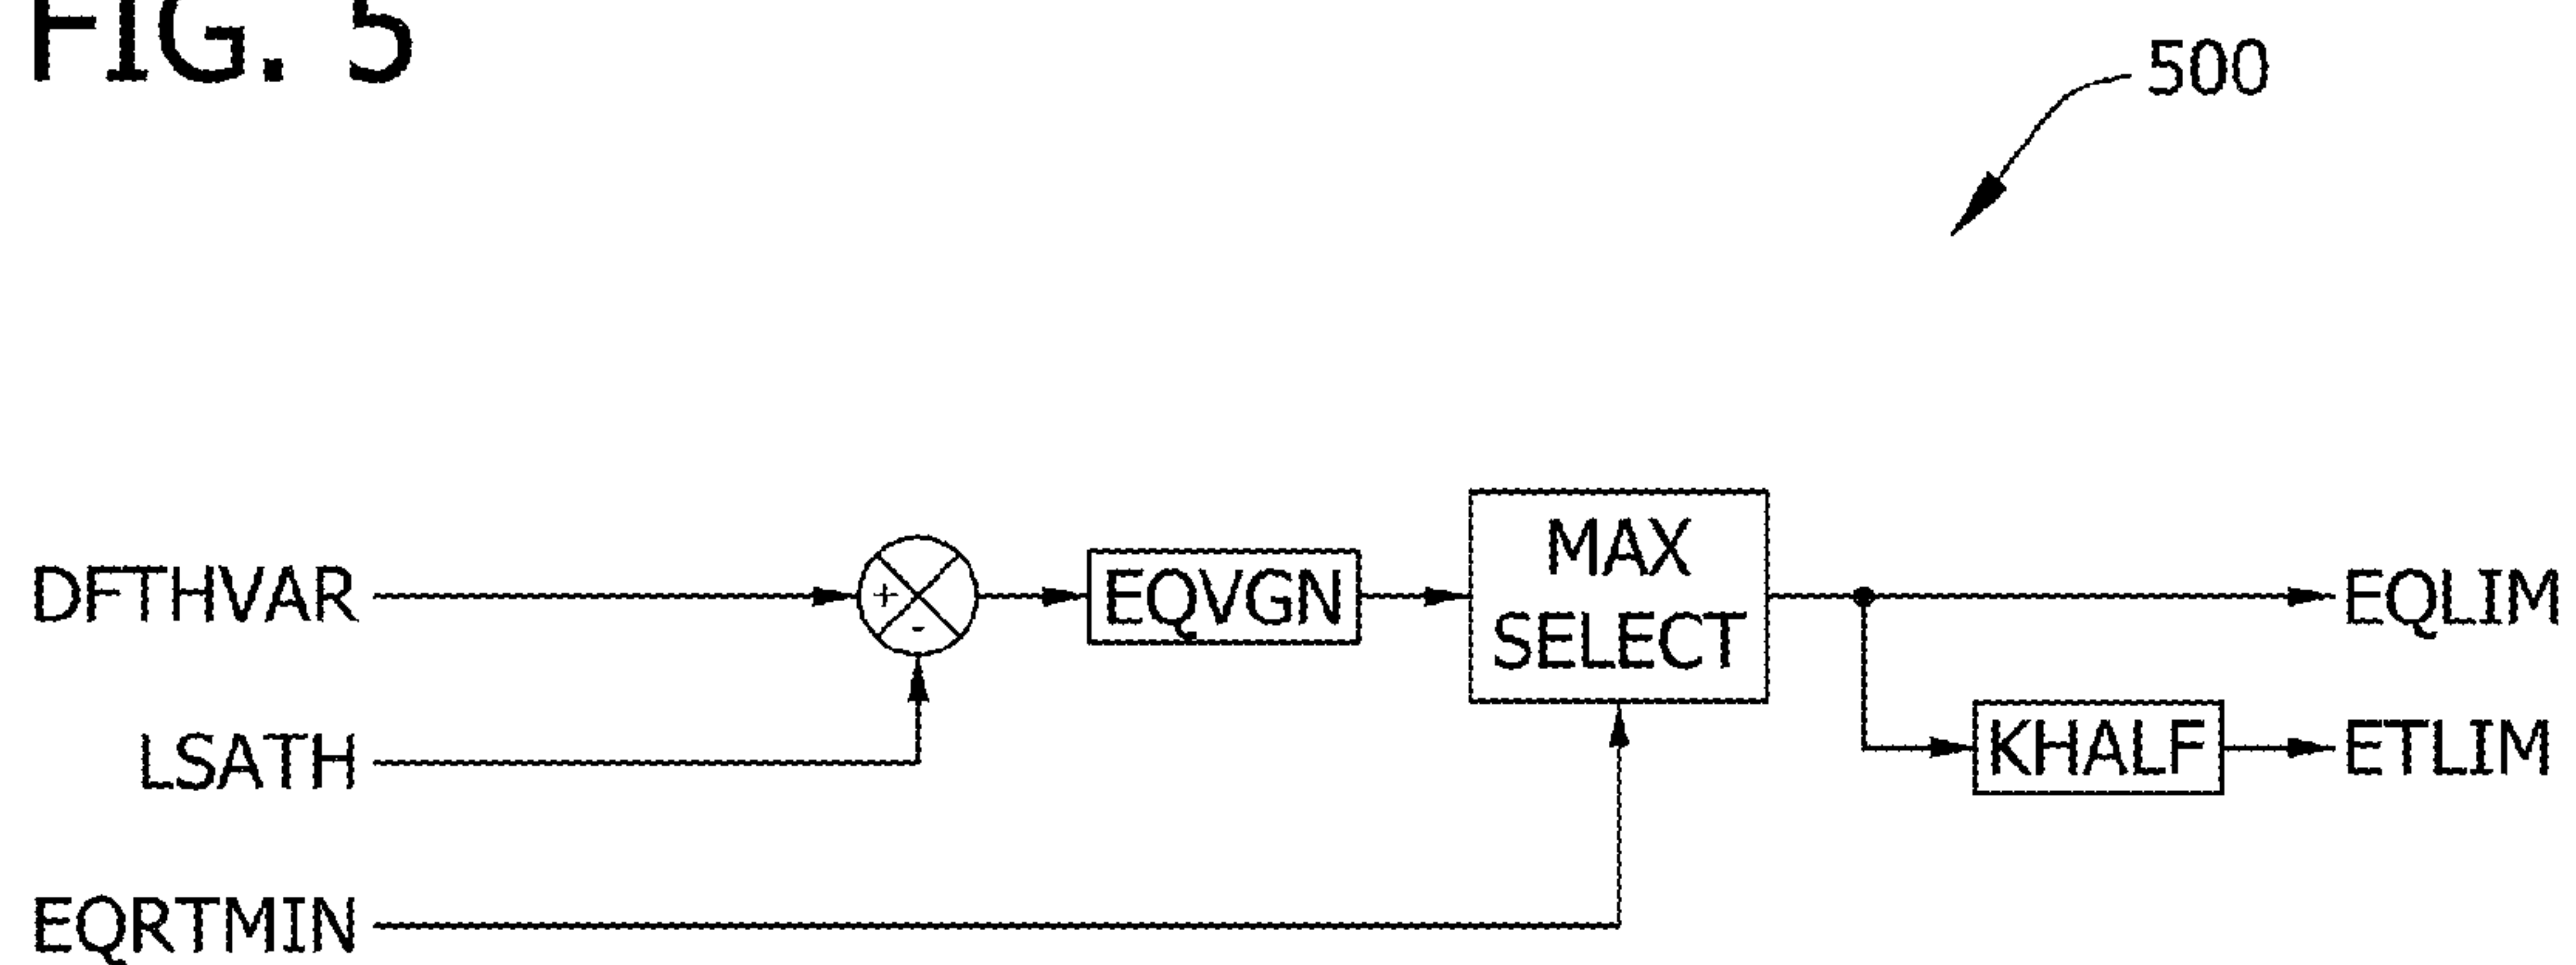 FIG. 5
500
DFTHVAR
+
-
EQVGN
MAX
SELECT
EQLIM
LSATH
KHALF
ETLIM
EQRTMIN